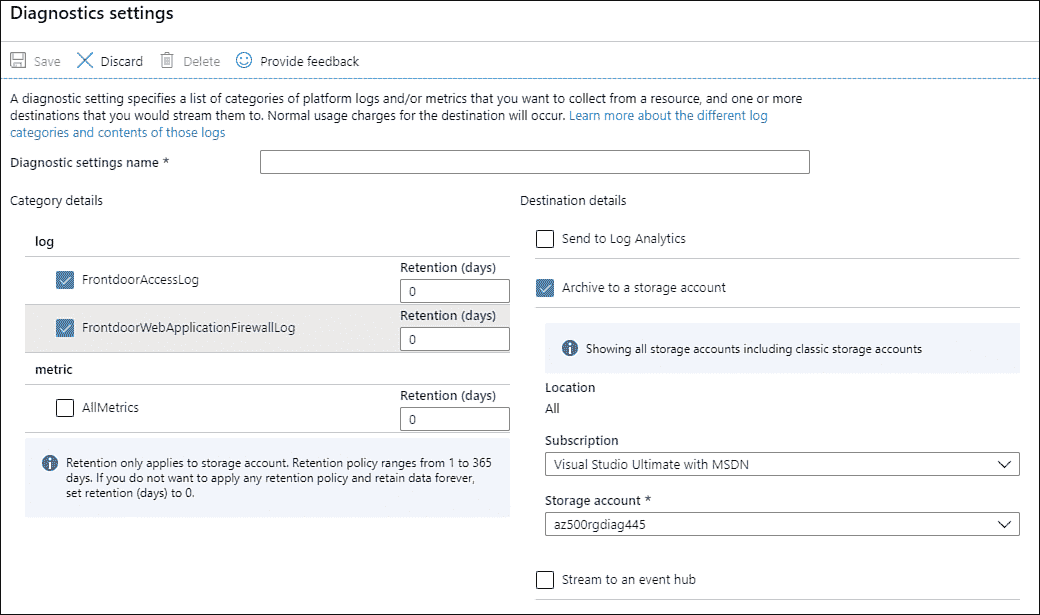 Diagnostics settings
Save Discard Delete Provide feedback
A diagnostic setting specifies a list of categories of platform logs and/or metrics that you want to collect from a resource, and one or more
destinations that you would stream them to. Normal usage charges for the destination will occur. Learn more about the different log
categories and contents of those logs
Diagnostic settings name *
Category details
log
FrontdoorAccessLog
Retention (days)
0
FrontdoorWebApplicationFirewallLog
Retention (days)
0
metric
AllMetrics
Retention (days)
0
Retention only applies to storage account. Retention policy ranges from 1 to 365
days. If you do not want to apply any retention policy and retain data forever,
set retention (days) to 0.
Destination details
Send to Log Analytics
Archive to a storage account
Showing all storage accounts including classic storage accounts
Location
All
Subscription
Visual Studio Ultimate with MSDN
Storage account *
az500rgdiag445
Stream to an event hub